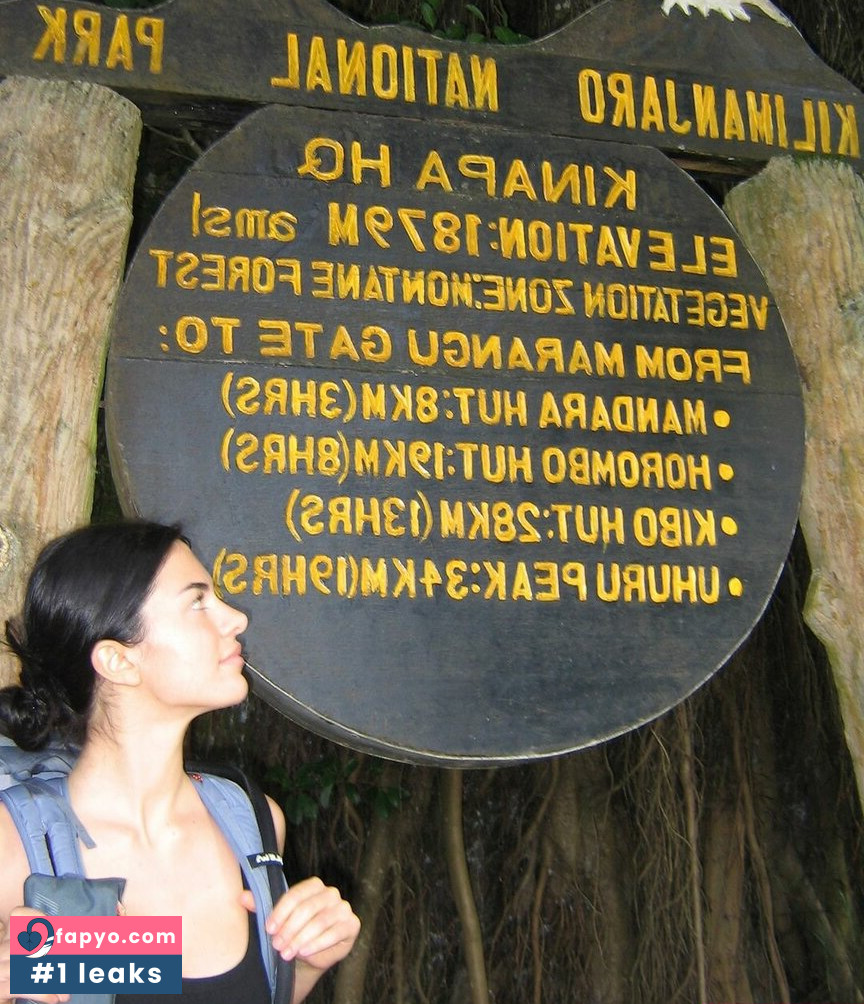 KILIMANJARO NATIONAL PARK
KINAPA HQ
ELEVATION:1879M amsl
VEGETATION ZONE:MONTANE FOREST
FROM MARANGU GATE TO:
•MANDARA HUT:8KM(3HRS)
•HOROMBO HUT:19KM(8HRS)
•KIBO HUT:28KM(13HRS)
•UHURU PEAK:34KM(19HRS)
fapyo.com
#1 leaks